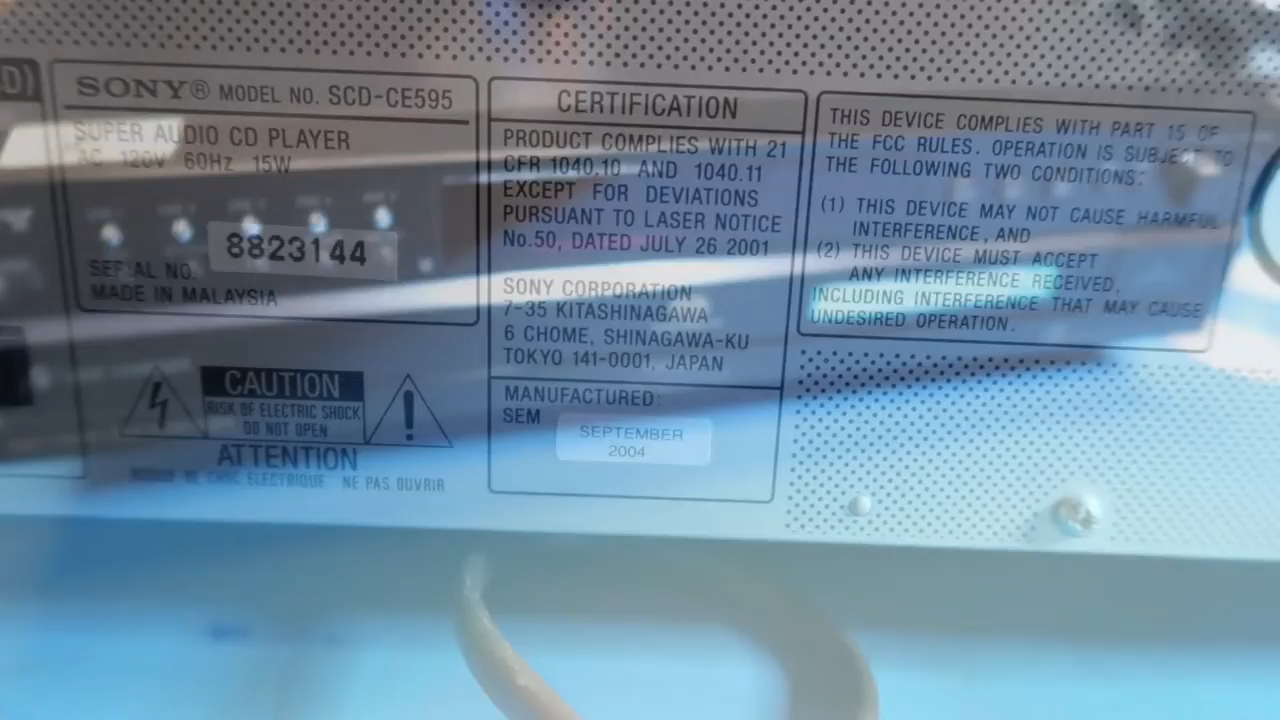 D)
SONY® MODEL NO. SCD-CE595
SUPER AUDIO CD PLAYER
AC 120V 60Hz 15W
8823144
SERIAL NO.
MADE IN MALAYSIA
CAUTION
RISK OF ELECTRIC SHOCK
DO NOT OPEN
ATTENTION
DE CHOC ELECTRIQUE NE PAS OUVRIR
CERTIFICATION
PRODUCT COMPLIES WITH 21
CFR 1040.10 AND 1040.11
EXCEPT FOR DEVIATIONS
PURSUANT TO LASER NOTICE
No.50, DATED JULY 26 2001
SONY CORPORATION
7-35 KITASHINAGAWA
6 CHOME, SHINAGAWA-KU
TOKYO 141-0001, JAPAN
MANUFACTURED:
SEM
SEPTEMBER
2004
THIS DEVICE COMPLIES WITH PART 15 OF
THE FCC RULES. OPERATION IS SUBJECT TO
THE FOLLOWING TWO CONDITIONS:
(1) THIS DEVICE MAY NOT CAUSE HARMFUL
INTERFERENCE, AND
(2) THIS DEVICE MUST ACCEPT
ANY INTERFERENCE RECEIVED,
INCLUDING INTERFERENCE THAT MAY CAUSE
UNDESIRED OPERATION.